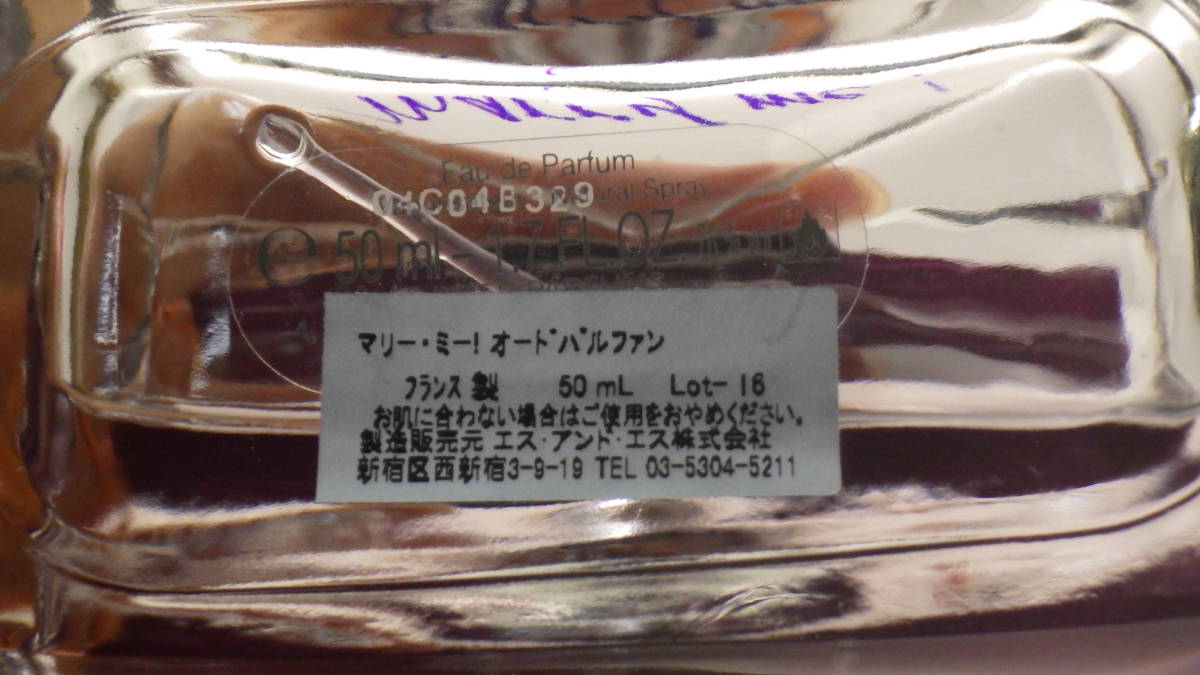 marry me !
Eau de Parfum
04C04B329
Spray
e 50 ml - 1.7 FL.OZ.
マリー・ミー! オードパルファン
フランス製 50 mL Lot- 16
お肌に合わない場合はご使用をおやめください。
製造販売元 エス・アンド・エス株式会社
新宿区西新宿3-9-19 TEL 03-5304-5211